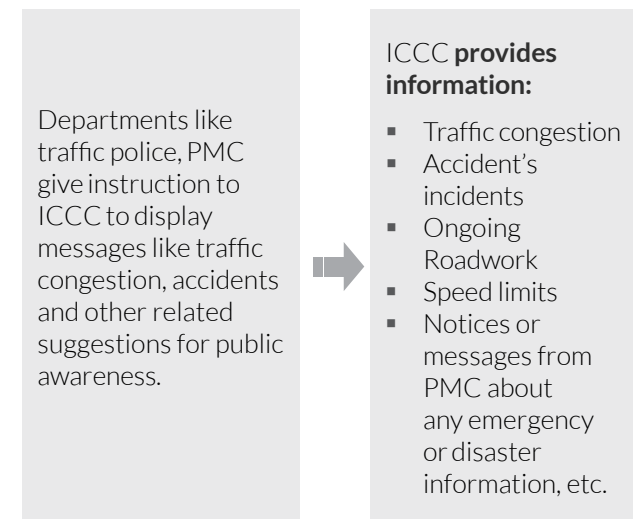 Departments like
traffic police, PMC
give instruction to
ICCC to display
messages like traffic
congestion, accidents
and other related
suggestions for public
awareness.
ICCC provides
information:
▪ Traffic congestion
▪ Accident's
incidents
▪ Ongoing
Roadwork
▪ Speed limits
▪ Notices or
messages from
PMC about
any emergency
or disaster
information, etc.